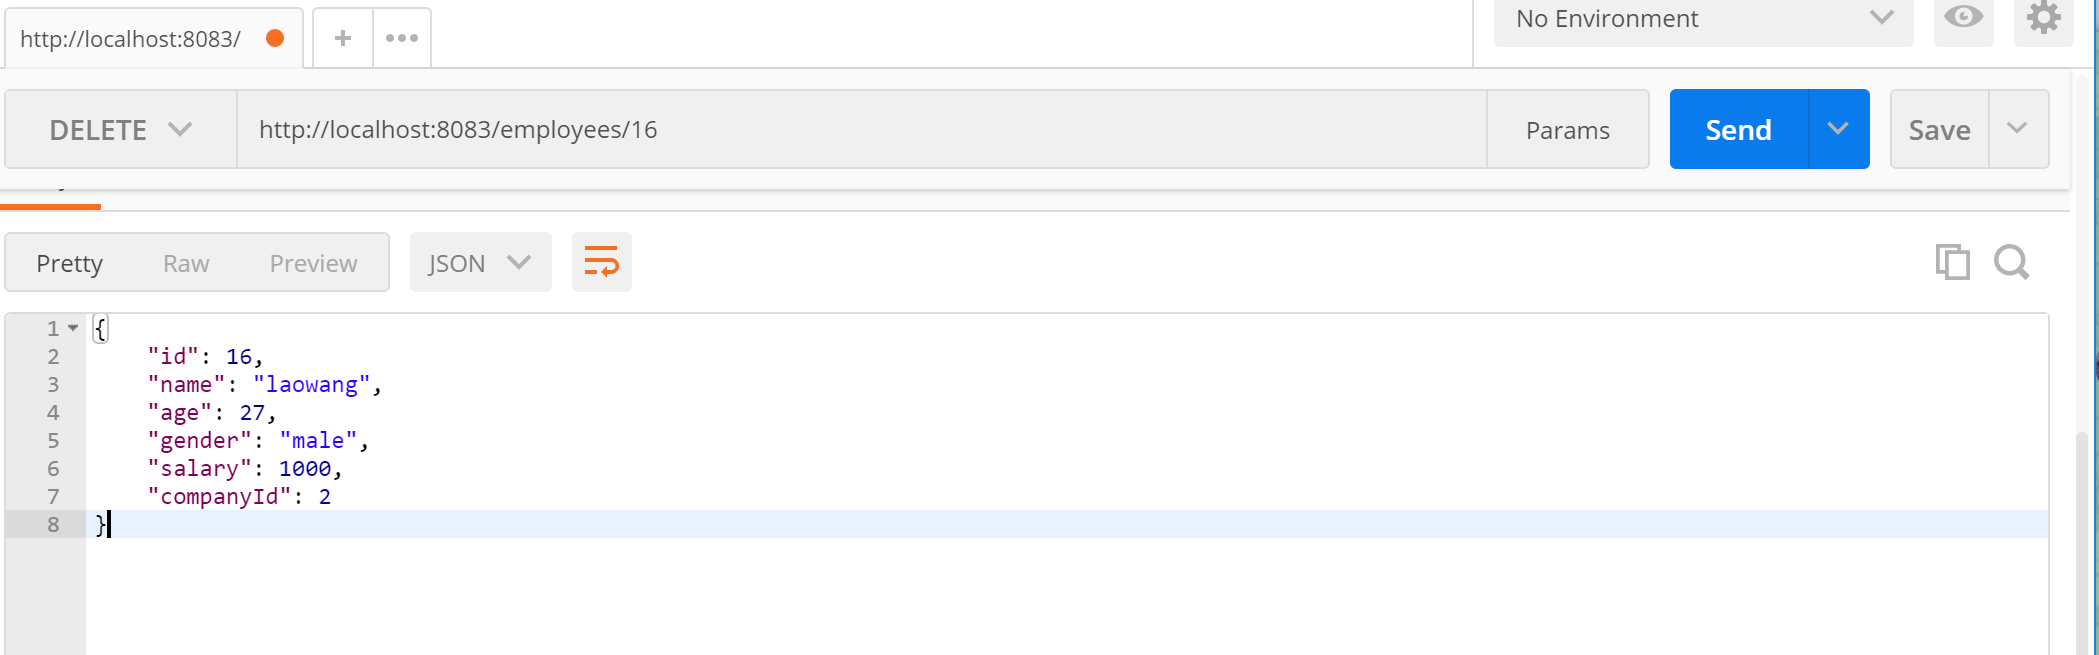 http://localhost:8083/
No Environment
DELETE http://localhost:8083/employees/16 Params Send Save
Pretty Raw Preview JSON
1 {
2 "id": 16,
3 "name": "laowang",
4 "age": 27,
5 "gender": "male",
6 "salary": 1000,
7 "companyId": 2
8 }